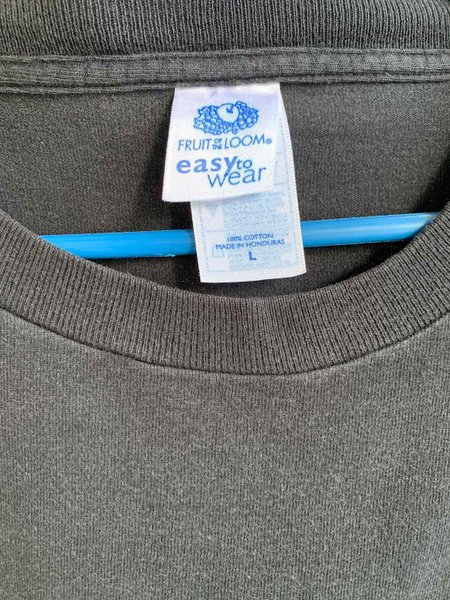 FRUIT OF THE LOOM®
easy to
wear
100% COTTON
MADE IN HONDURAS
L